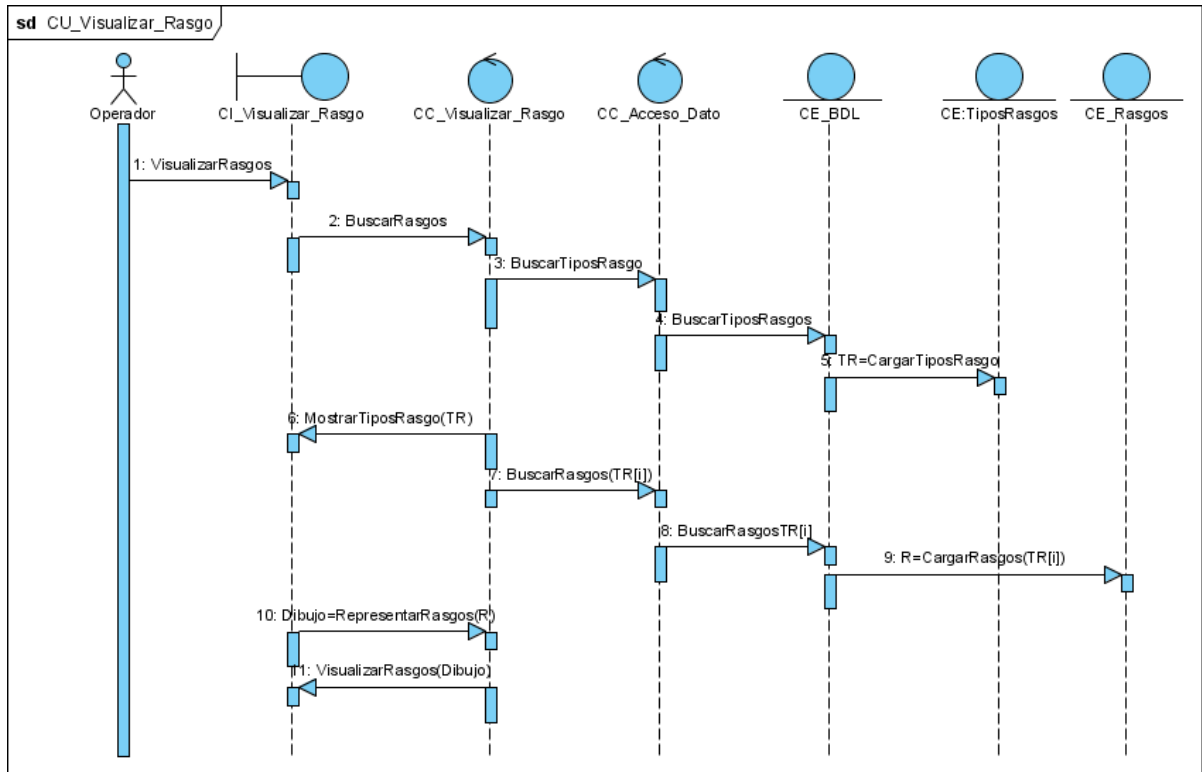 sd CU_Visualizar_Rasgo
Operador
CI_Visualizar_Rasgo
CC_Visualizar_Rasgo
CC_Acceso_Dato
CE_BDL
CE:TiposRasgos
CE_Rasgos
1: VisualizarRasgos
2: BuscarRasgos
3: BuscarTiposRasgo
4: BuscarTiposRasgos
5: TR=CargarTiposRasgo
6: MostrarTiposRasgo(TR)
7: BuscarRasgos(TR[i])
8: BuscarRasgosTR[i]
9: R=CargarRasgos(TR[i])
10: Dibujo=RepresentarRasgos(R)
11: VisualizarRasgos(Dibujo)